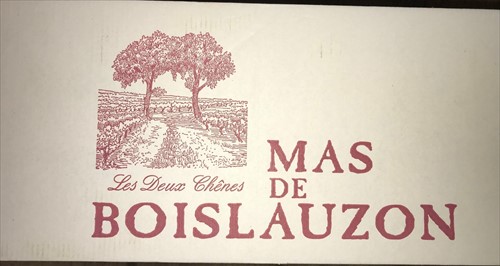 Les Deux Chênes
MAS
DE
BOISLAUZON